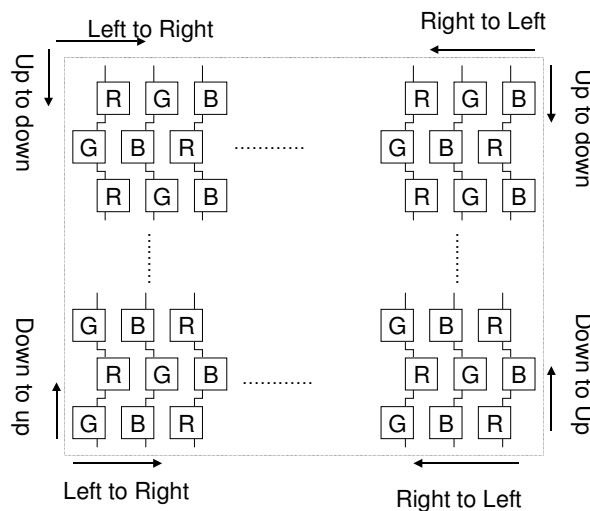 Left to Right
Right to Left
Up to down
Up to down
R G B R G B
G B R ............. G B R
R G B R G B
G B R G B R
R G B ............. R G B
G B R G B R
Down to up
Down to Up
Left to Right
Right to Left